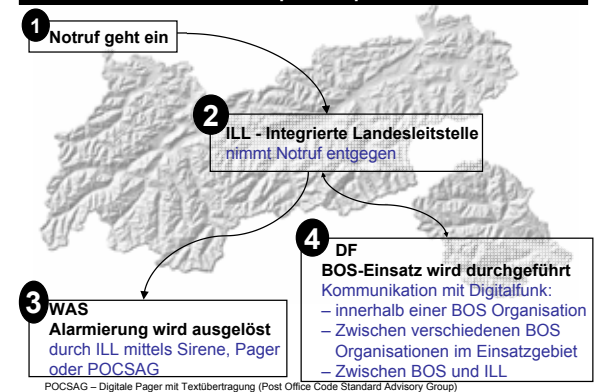 1
Notruf geht ein
2
ILL - Integrierte Landesleitstelle
nimmt Notruf entgegen
3
WAS
Alarmierung wird ausgelöst
durch ILL mittels Sirene, Pager
oder POCSAG
4
DF
BOS-Einsatz wird durchgeführt
Kommunikation mit Digitalfunk:
– innerhalb einer BOS Organisation
– Zwischen verschiedenen BOS
Organisationen im Einsatzgebiet
– Zwischen BOS und ILL
POCSAG – Digitale Pager mit Textübertragung (Post Office Code Standard Advisory Group)